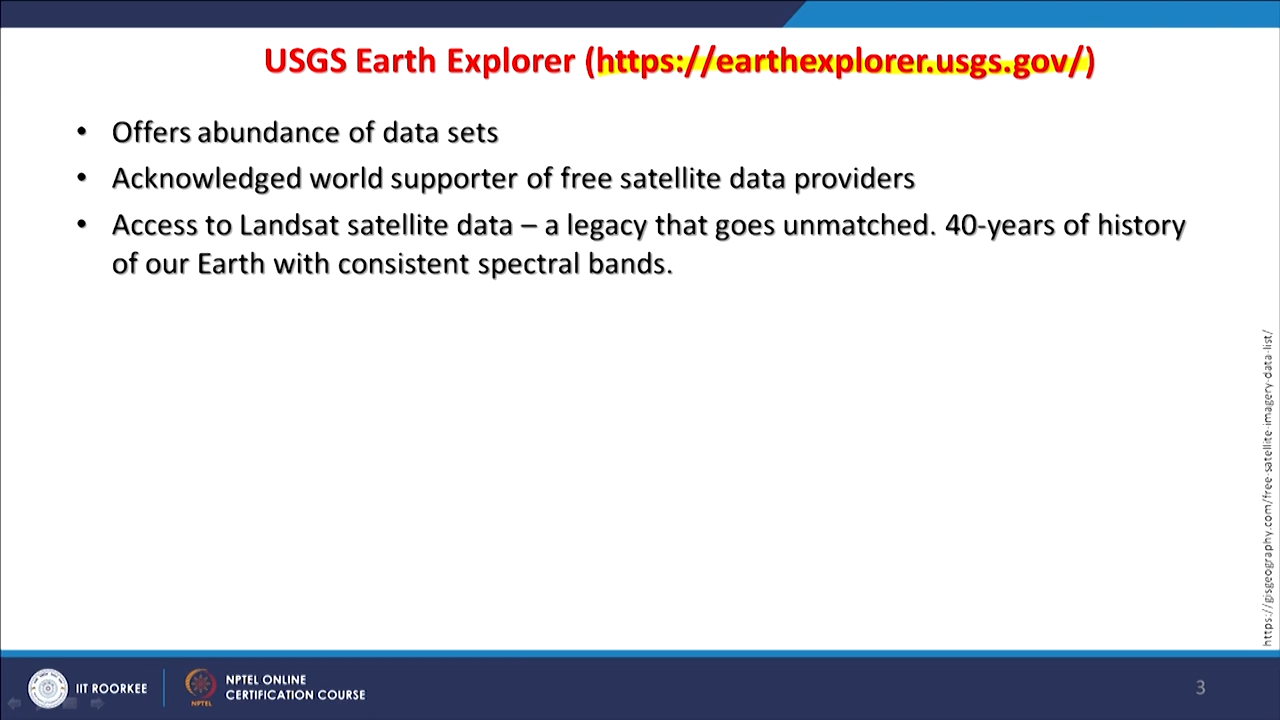 USGS Earth Explorer (https://earthexplorer.usgs.gov/)
• Offers abundance of data sets
• Acknowledged world supporter of free satellite data providers
• Access to Landsat satellite data – a legacy that goes unmatched. 40-years of history
of our Earth with consistent spectral bands.
https://gisgeography.com/free-satellite-imagery-data-list/
IIT ROORKEE
NPTEL
NPTEL ONLINE
CERTIFICATION COURSE
3